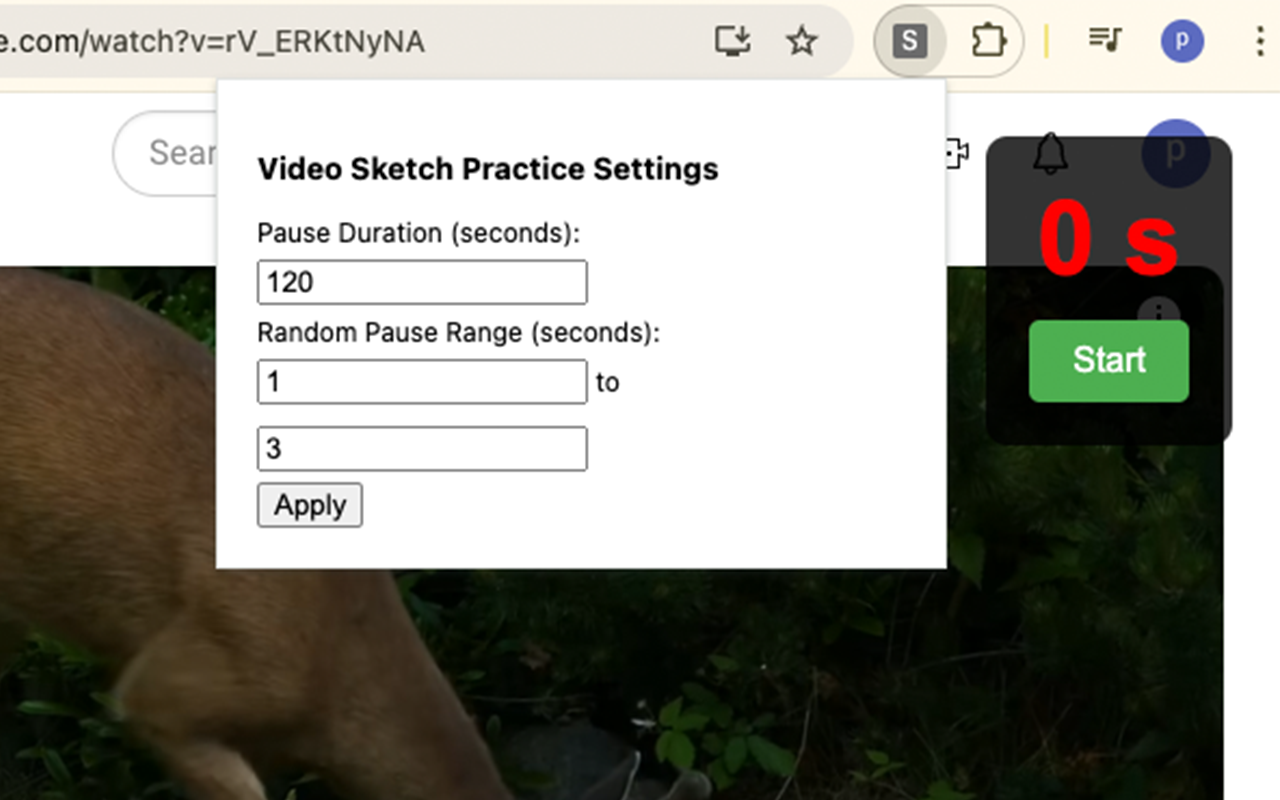 e.com/watch?v=rV_ERKtNyNA
S
p
Sear
p
Video Sketch Practice Settings
Pause Duration (seconds):
120
Random Pause Range (seconds):
1 to
3
Apply
0 s
Start